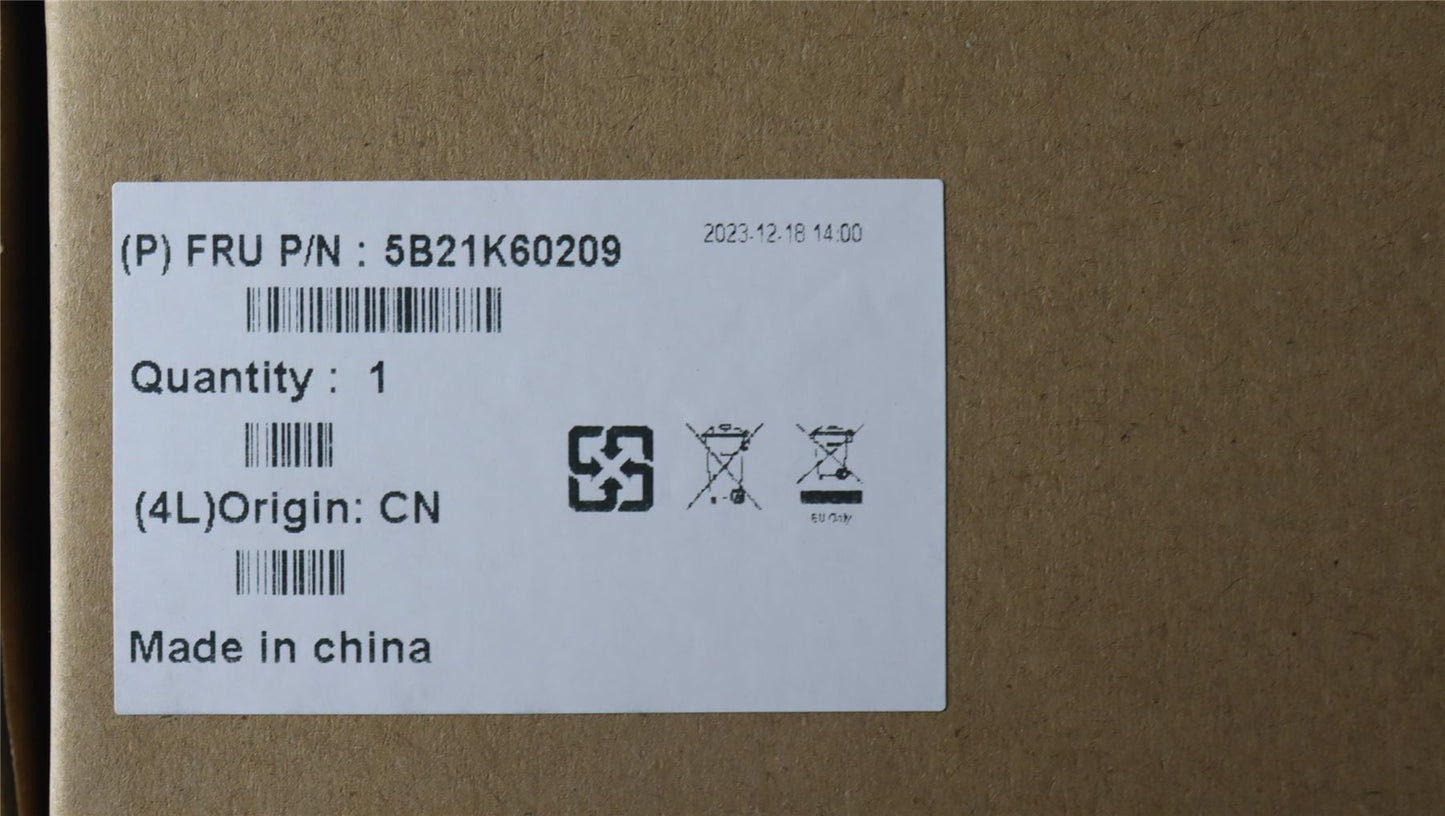 (P) FRU P/N : 5B21K60209
2023-12-18 14:00
Quantity : 1
(4L)Origin: CN
EU Only
Made in china